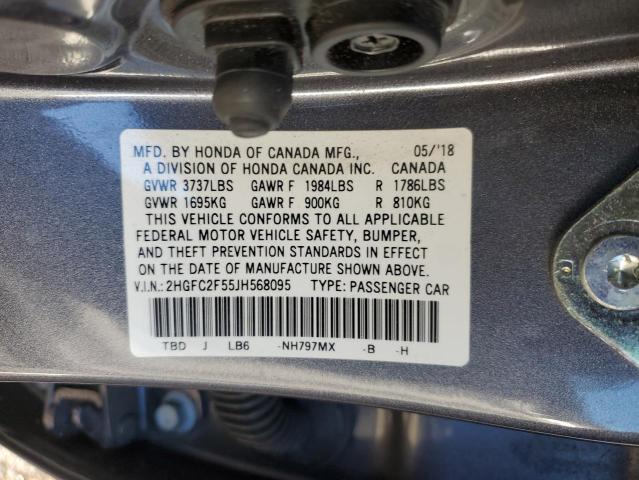 MFD. BY HONDA OF CANADA MFG., 05/'18
A DIVISION OF HONDA CANADA INC. CANADA
GVWR 3737LBS GAWR F 1984LBS R 1786LBS
GVWR 1695KG GAWR F 900KG R 810KG
THIS VEHICLE CONFORMS TO ALL APPLICABLE
FEDERAL MOTOR VEHICLE SAFETY, BUMPER,
AND THEFT PREVENTION STANDARDS IN EFFECT
ON THE DATE OF MANUFACTURE SHOWN ABOVE.
V.I.N.: 2HGFC2F55JH568095 TYPE: PASSENGER CAR
TBD J LB6 -NH797MX -B -H